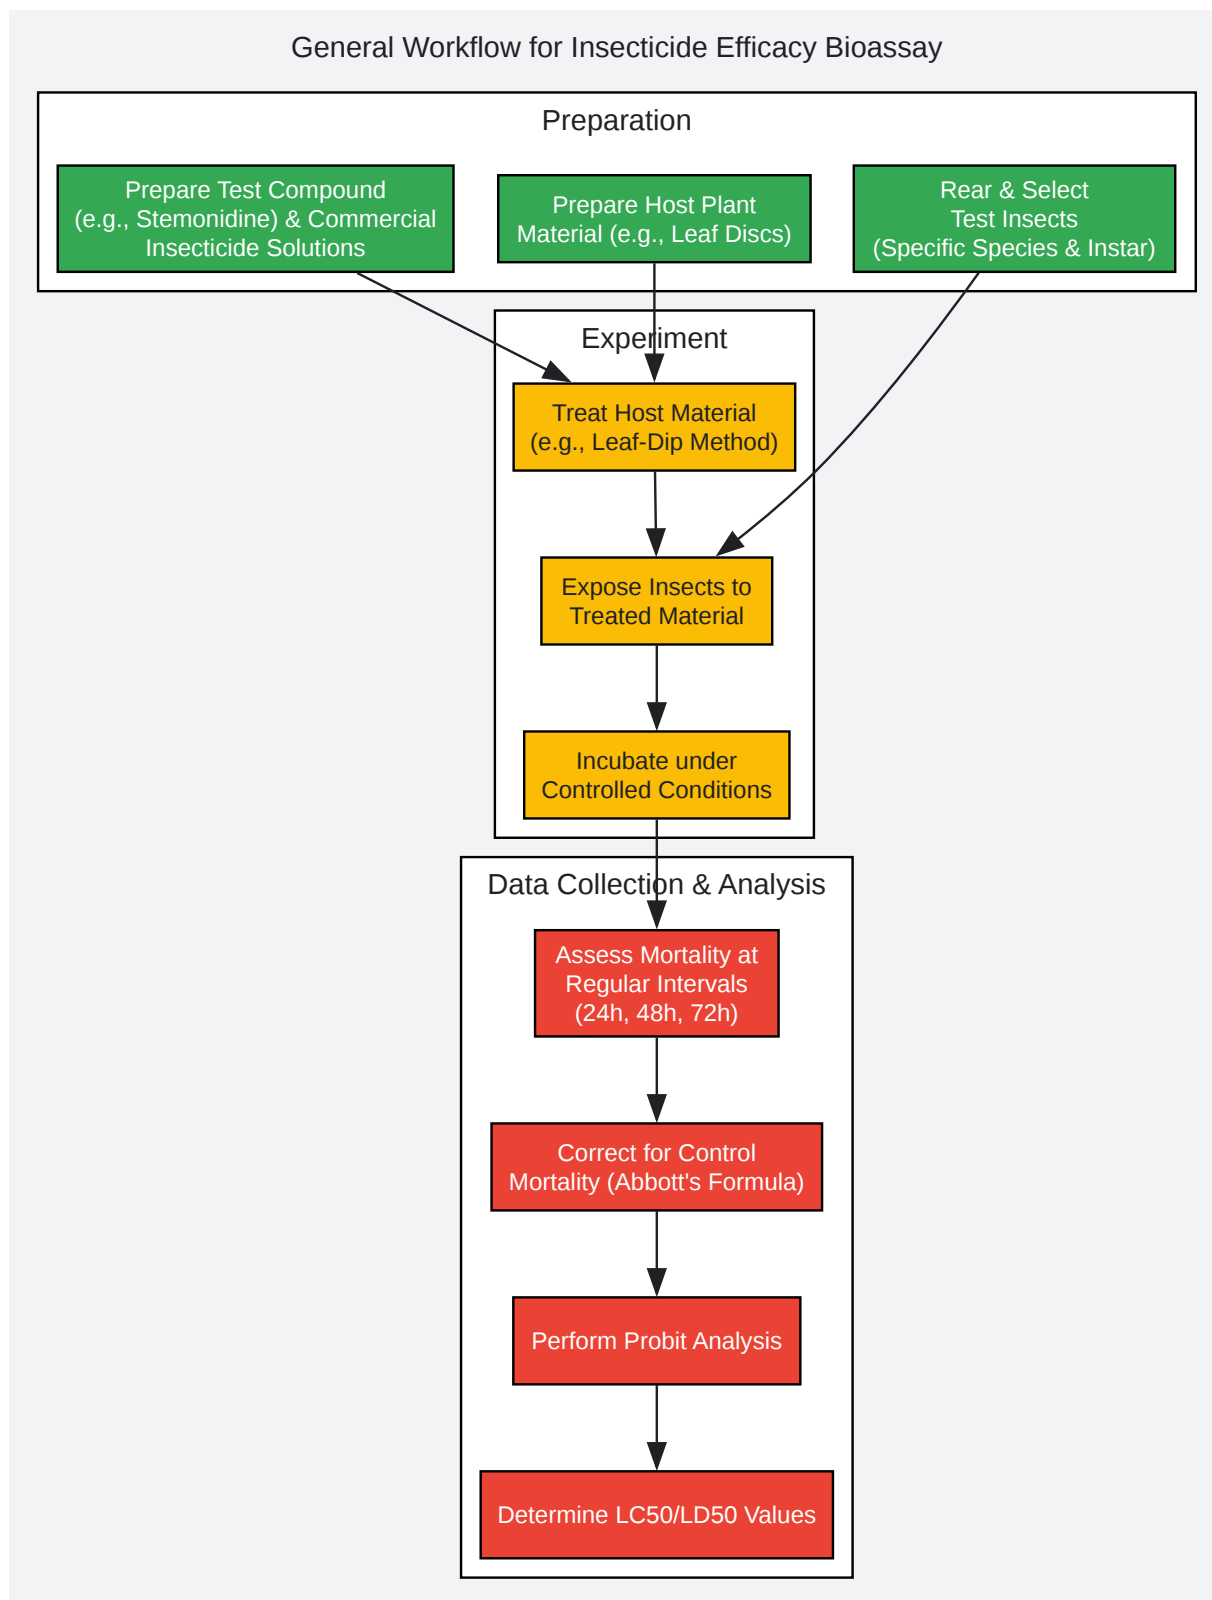 General Workflow for Insecticide Efficacy Bioassay
Preparation
Prepare Test Compound
(e.g., Stemonidine) & Commercial
Insecticide Solutions
Prepare Host Plant
Material (e.g., Leaf Discs)
Rear & Select
Test Insects
(Specific Species & Instar)
Experiment
Treat Host Material
(e.g., Leaf-Dip Method)
Expose Insects to
Treated Material
Incubate under
Controlled Conditions
Data Collection & Analysis
Assess Mortality at
Regular Intervals
(24h, 48h, 72h)
Correct for Control
Mortality (Abbott's Formula)
Perform Probit Analysis
Determine LC50/LD50 Values